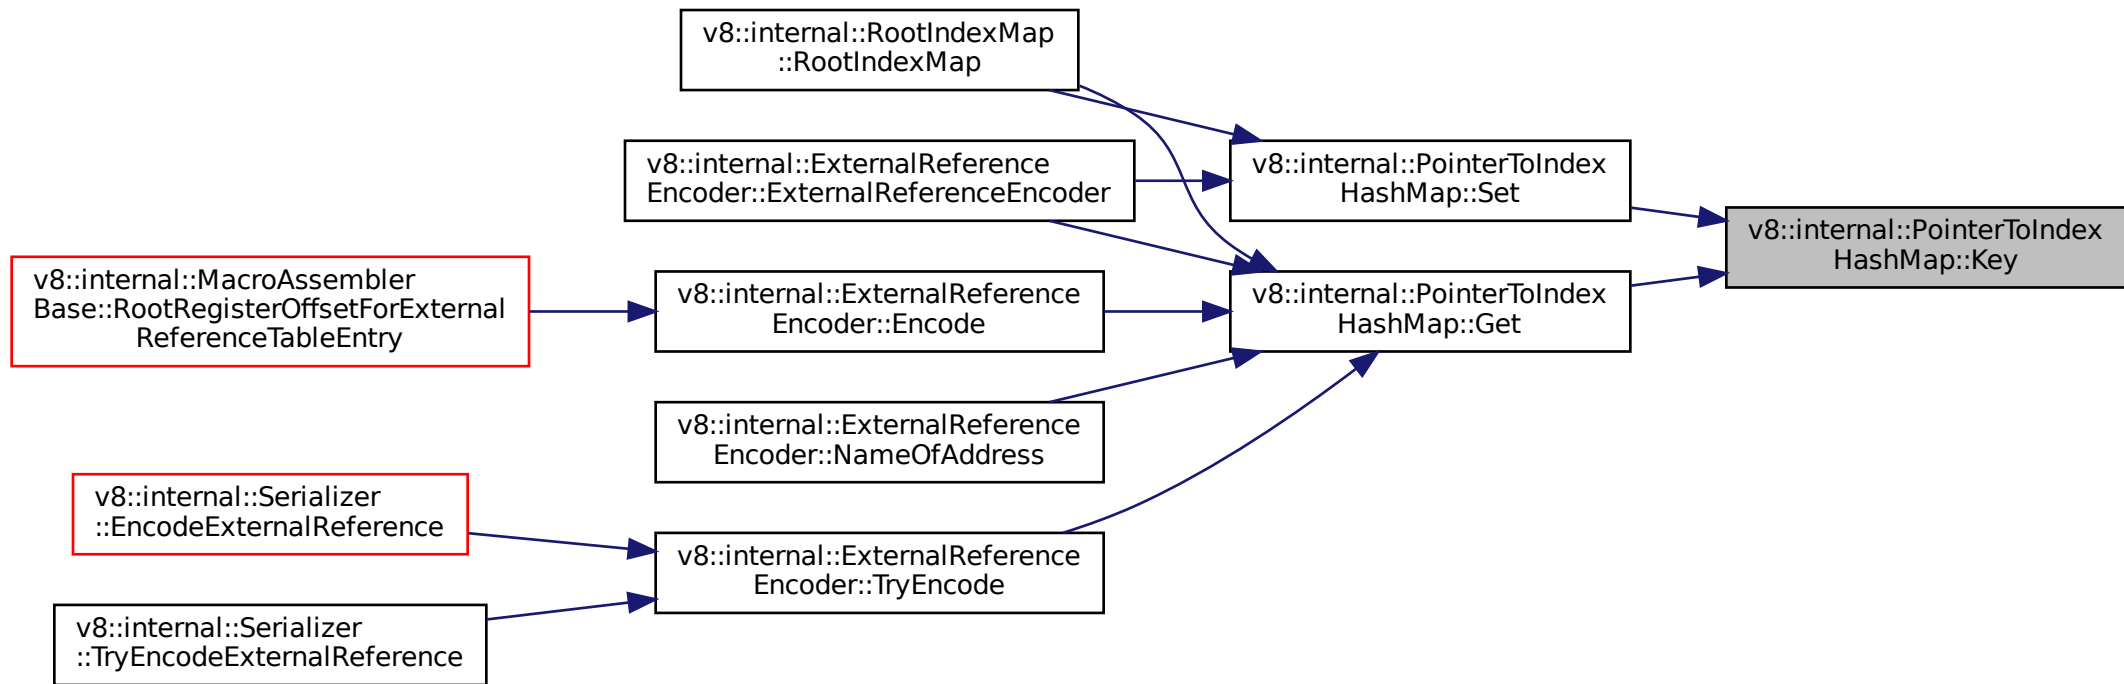 v8::internal::RootIndexMap
::RootIndexMap
v8::internal::ExternalReference
Encoder::ExternalReferenceEncoder
v8::internal::PointerToIndex
HashMap::Set
v8::internal::PointerToIndex
HashMap::Key
v8::internal::MacroAssembler
Base::RootRegisterOffsetForExternal
ReferenceTableEntry
v8::internal::ExternalReference
Encoder::Encode
v8::internal::PointerToIndex
HashMap::Get
v8::internal::ExternalReference
Encoder::NameOfAddress
v8::internal::Serializer
::EncodeExternalReference
v8::internal::ExternalReference
Encoder::TryEncode
v8::internal::Serializer
::TryEncodeExternalReference